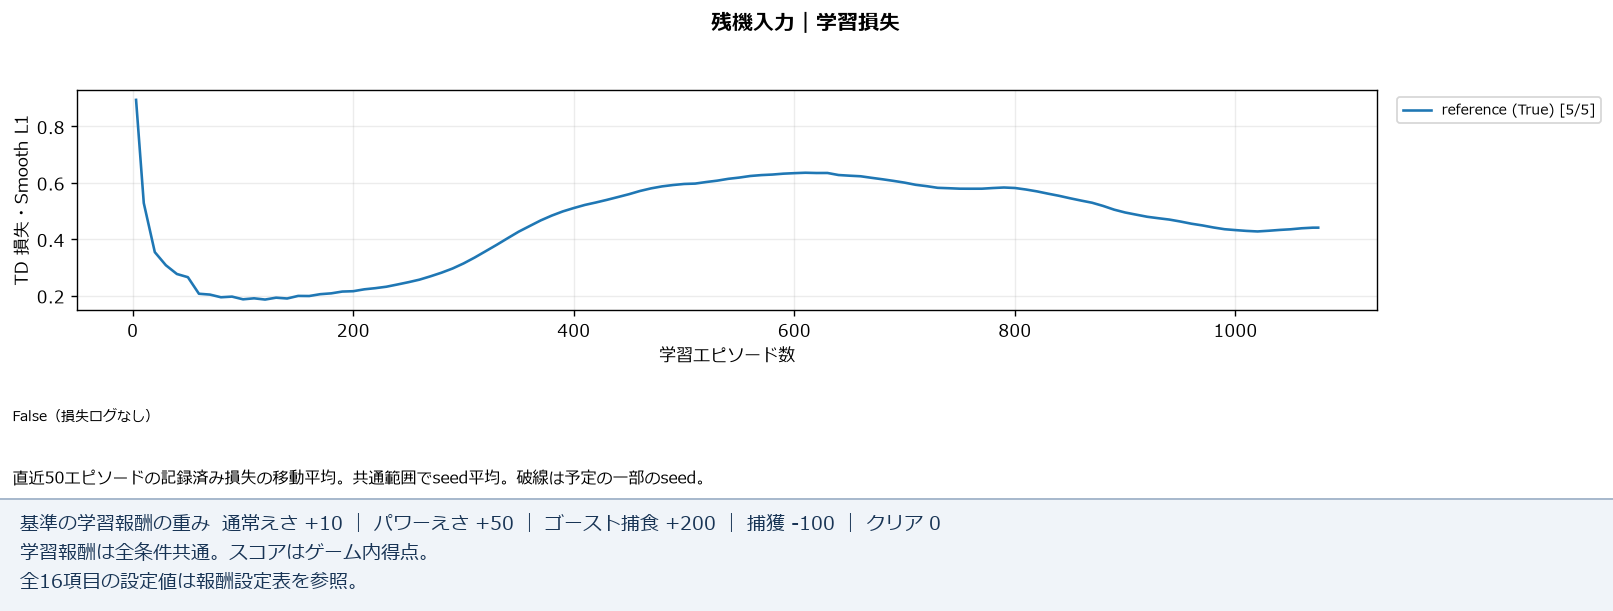 残機入力｜学習損失
TD 損失・Smooth L1
0.8
0.6
0.4
0.2
0
200
400
600
800
1000
学習エピソード数
reference (True) [5/5]
False（損失ログなし）
直近50エピソードの記録済み損失の移動平均。共通範囲でseed平均。破線は予定の一部のseed。
基準の学習報酬の重み 通常えさ +10 ｜ パワーえさ +50 ｜ ゴースト捕食 +200 ｜ 捕獲 -100 ｜ クリア 0
学習報酬は全条件共通。スコアはゲーム内得点。
全16項目の設定値は報酬設定表を参照。